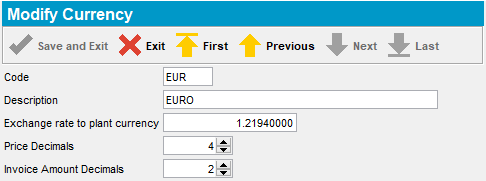 Modify Currency
Save and Exit Exit First Previous Next Last
Code EUR
Description EURO
Exchange rate to plant currency 1.21940000
Price Decimals 4
Invoice Amount Decimals 2